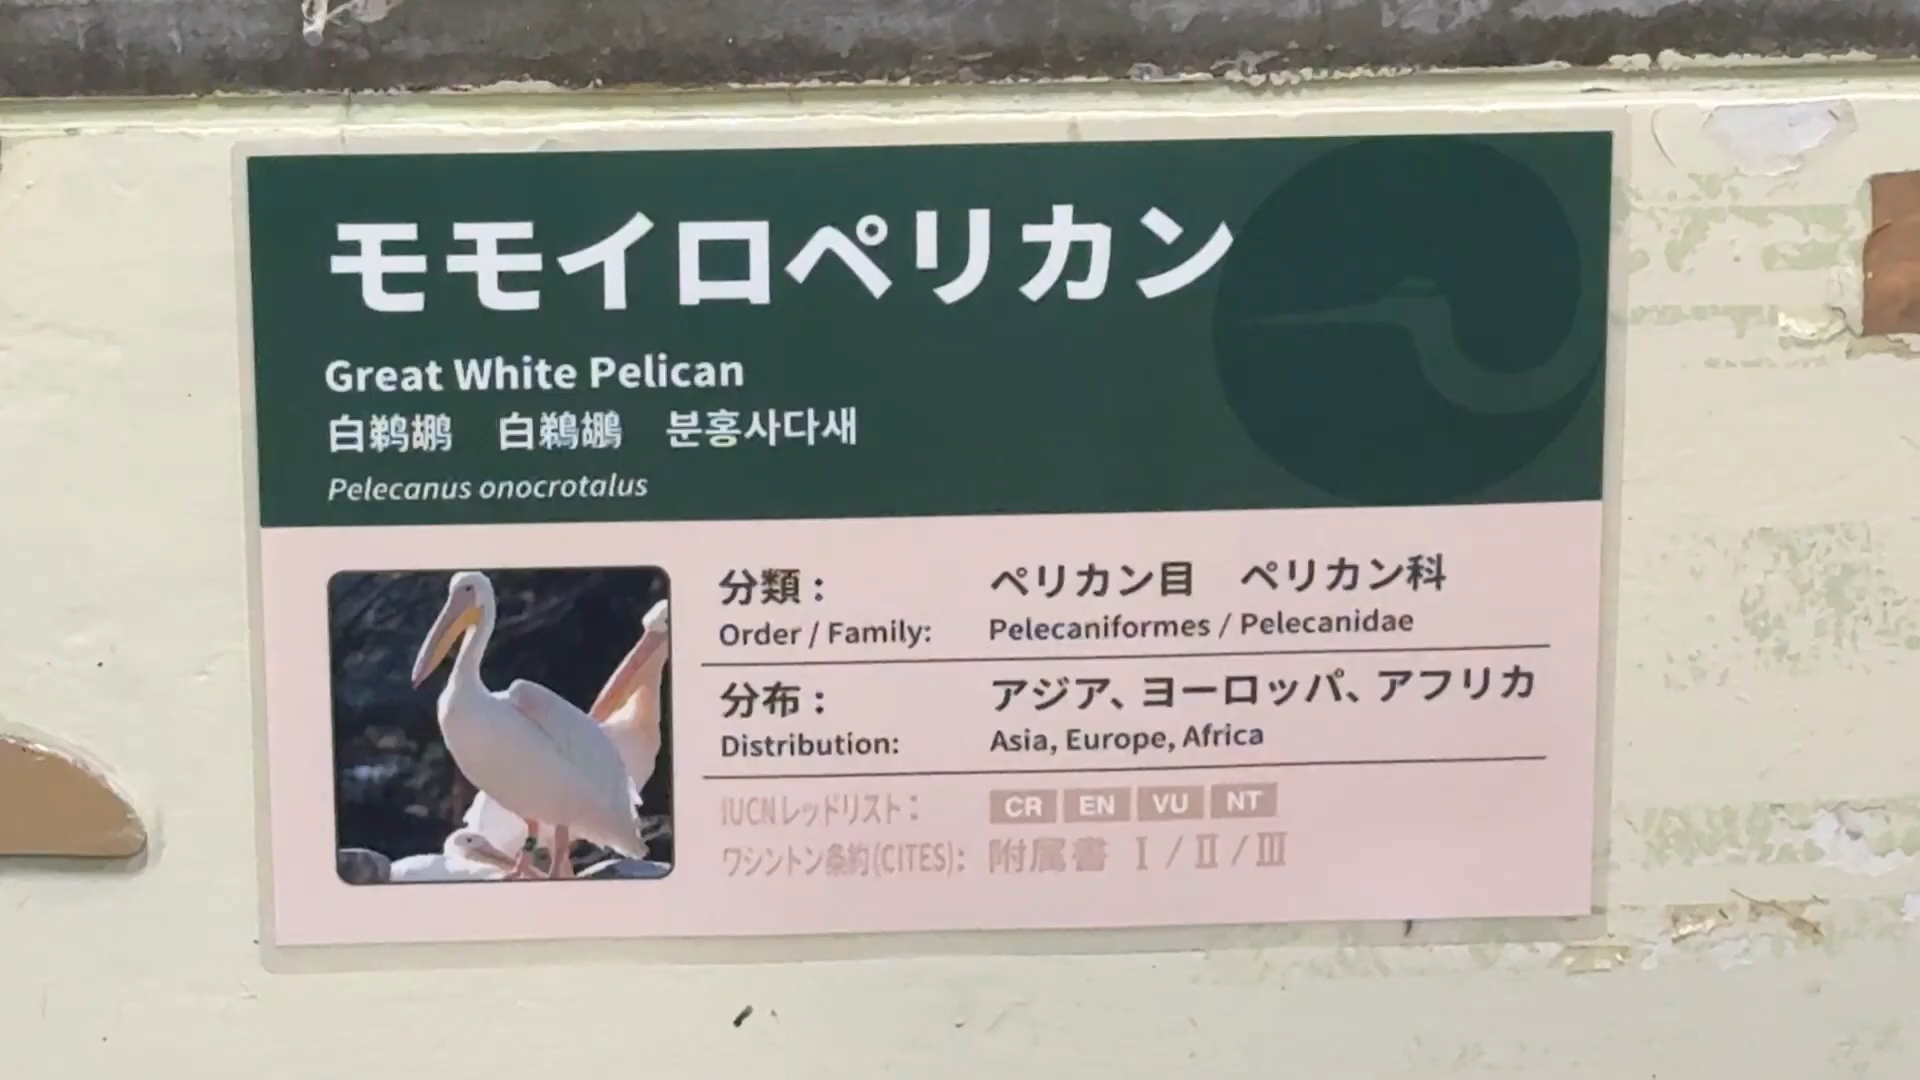 モモイロペリカン
Great White Pelican
白鹈鹕　白鵜鶘　분홍사다새
Pelecanus onocrotalus
分類：　ペリカン目　ペリカン科
Order / Family:　Pelecaniformes / Pelecanidae
分布：　アジア、ヨーロッパ、アフリカ
Distribution:　Asia, Europe, Africa
IUCNレッドリスト：　CR EN VU NT
ワシントン条約(CITES)：　附属書 Ⅰ / Ⅱ / Ⅲ